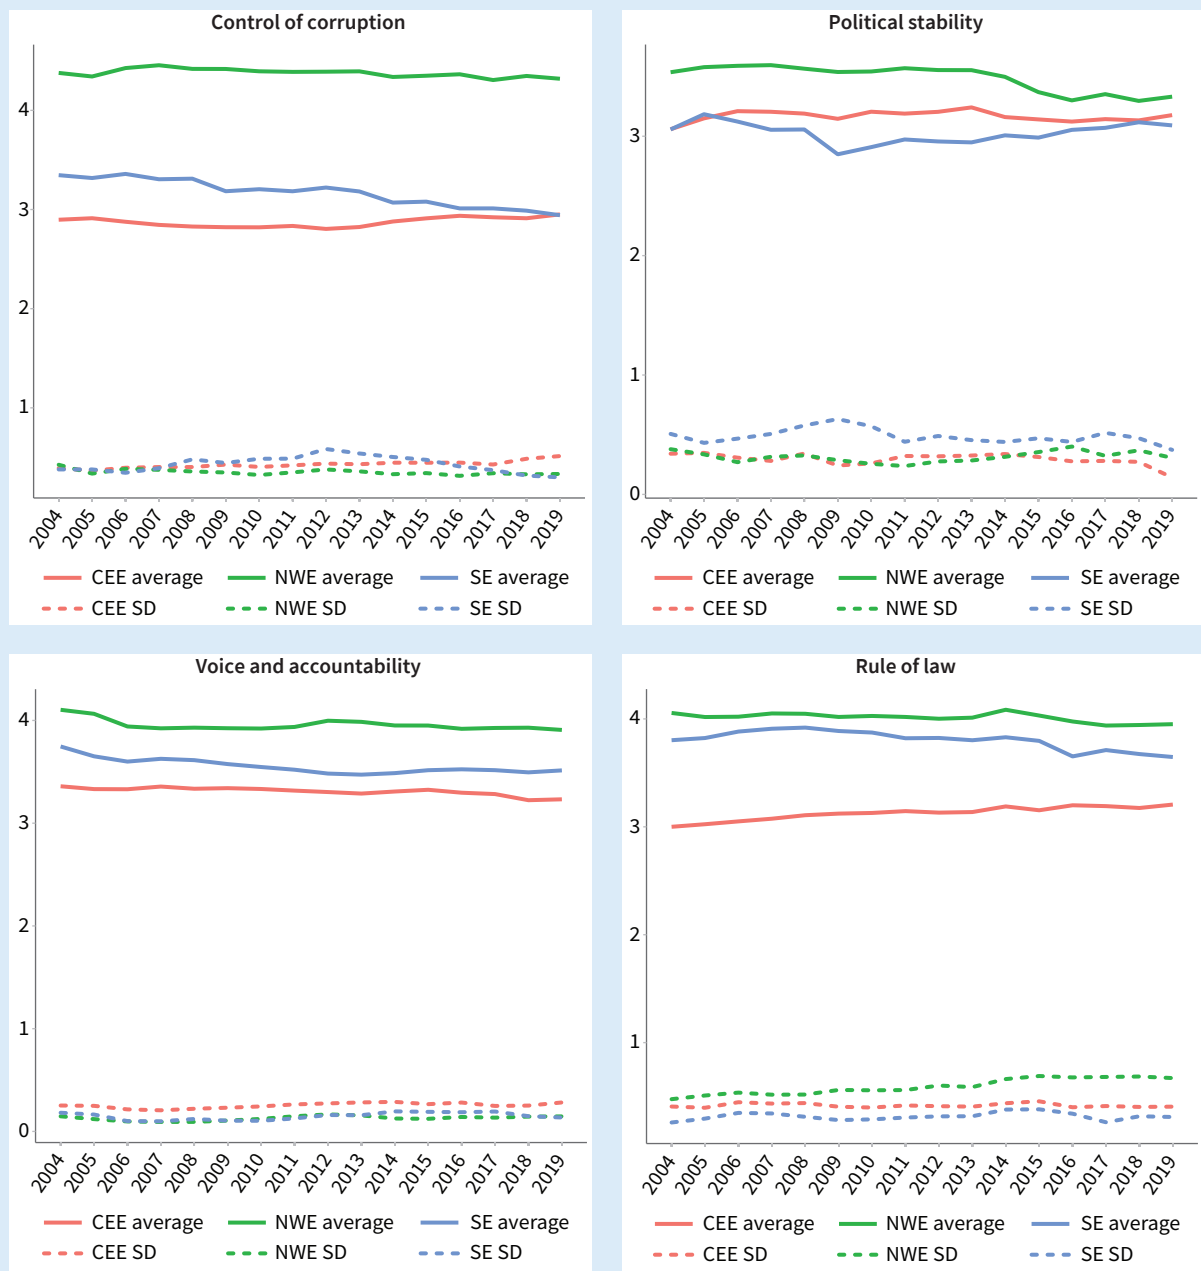 Control of corruption
4
3
2
1
2004 2005 2006 2007 2008 2009 2010 2011 2012 2013 2014 2015 2016 2017 2018 2019
CEE average NWE average SE average
CEE SD NWE SD SE SD
Political stability
3
2
1
0
2004 2005 2006 2007 2008 2009 2010 2011 2012 2013 2014 2015 2016 2017 2018 2019
CEE average NWE average SE average
CEE SD NWE SD SE SD
Voice and accountability
4
3
2
1
0
2004 2005 2006 2007 2008 2009 2010 2011 2012 2013 2014 2015 2016 2017 2018 2019
CEE average NWE average SE average
CEE SD NWE SD SE SD
Rule of law
4
3
2
1
2004 2005 2006 2007 2008 2009 2010 2011 2012 2013 2014 2015 2016 2017 2018 2019
CEE average NWE average SE average
CEE SD NWE SD SE SD